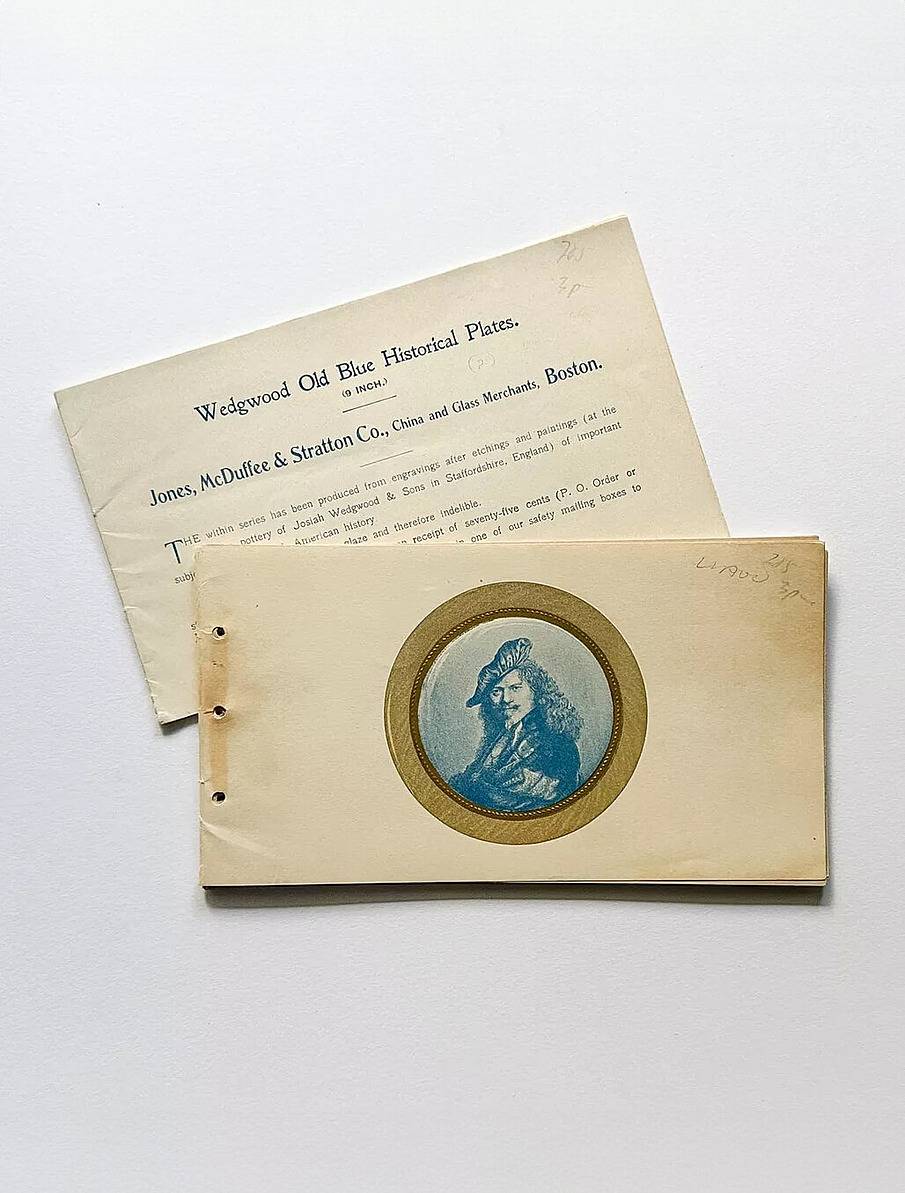 Wedgwood Old Blue Historical Plates.
(9 INCH.)
Jones, McDuffee & Stratton Co., China and Glass Merchants, Boston.
THE within series has been produced from engravings after etchings and paintings (at the
pottery of Josiah Wedgwood & Sons in Staffordshire, England) of important
American history
glaze and therefore indelible.
receipt of seventy-five cents (P. O. Order or
in one of our safety mailing boxes to